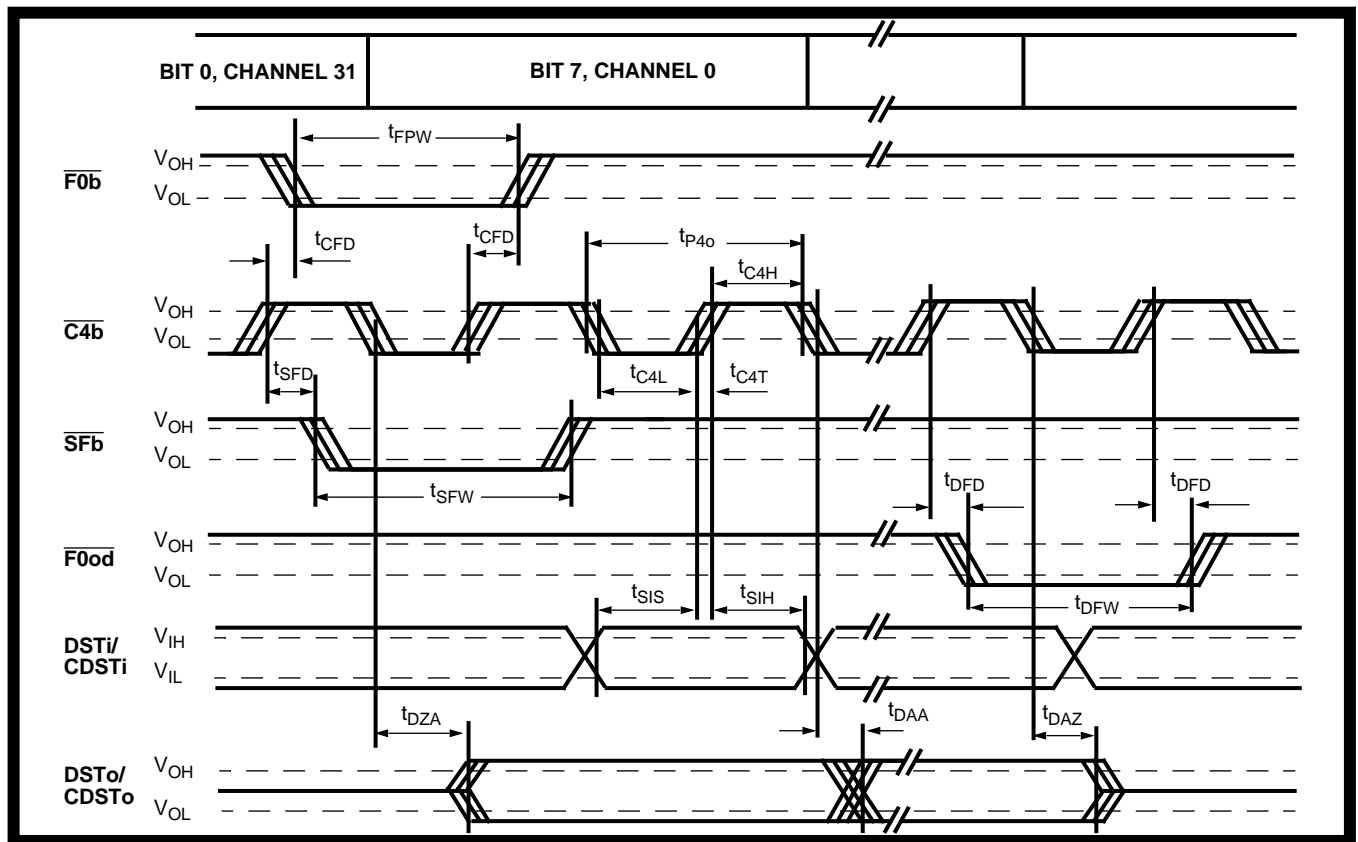 BIT 0, CHANNEL 31 BIT 7, CHANNEL 0
tFPW
F0b VOH
VOL
tCFD tCFD tP4o
tC4H
C4b VOH
VOL
tSFD tC4L tC4T
SFb VOH
VOL
tSFW tDFD tDFD
F0od VOH
VOL
tSIS tSIH tDFW
DSTi/
CDSTi
VIH
VIL
tDZA tDAA tDAZ
DSTo/
CDSTo
VOH
VOL